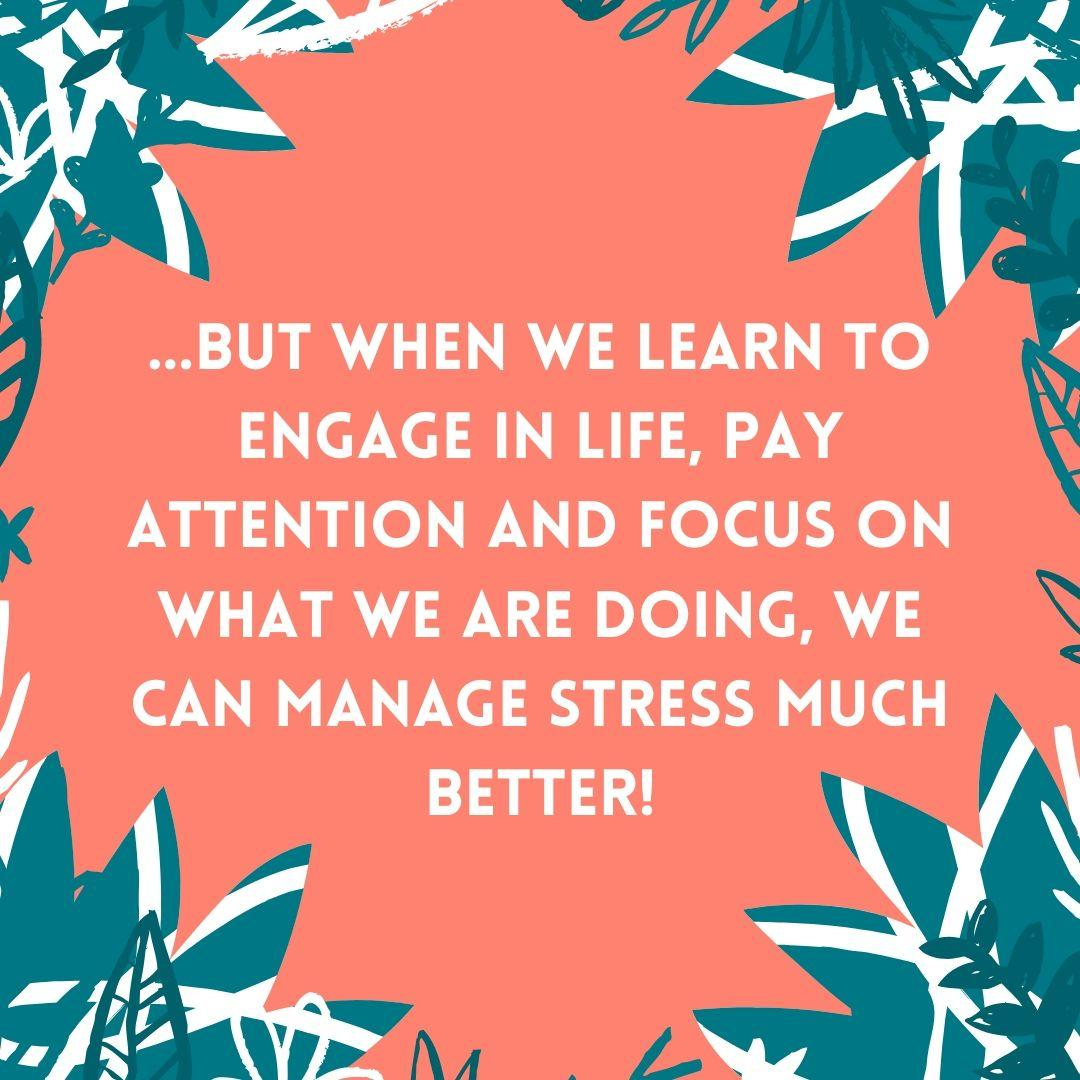 ...BUT WHEN WE LEARN TO
ENGAGE IN LIFE, PAY
ATTENTION AND FOCUS ON
WHAT WE ARE DOING, WE
CAN MANAGE STRESS MUCH
BETTER!